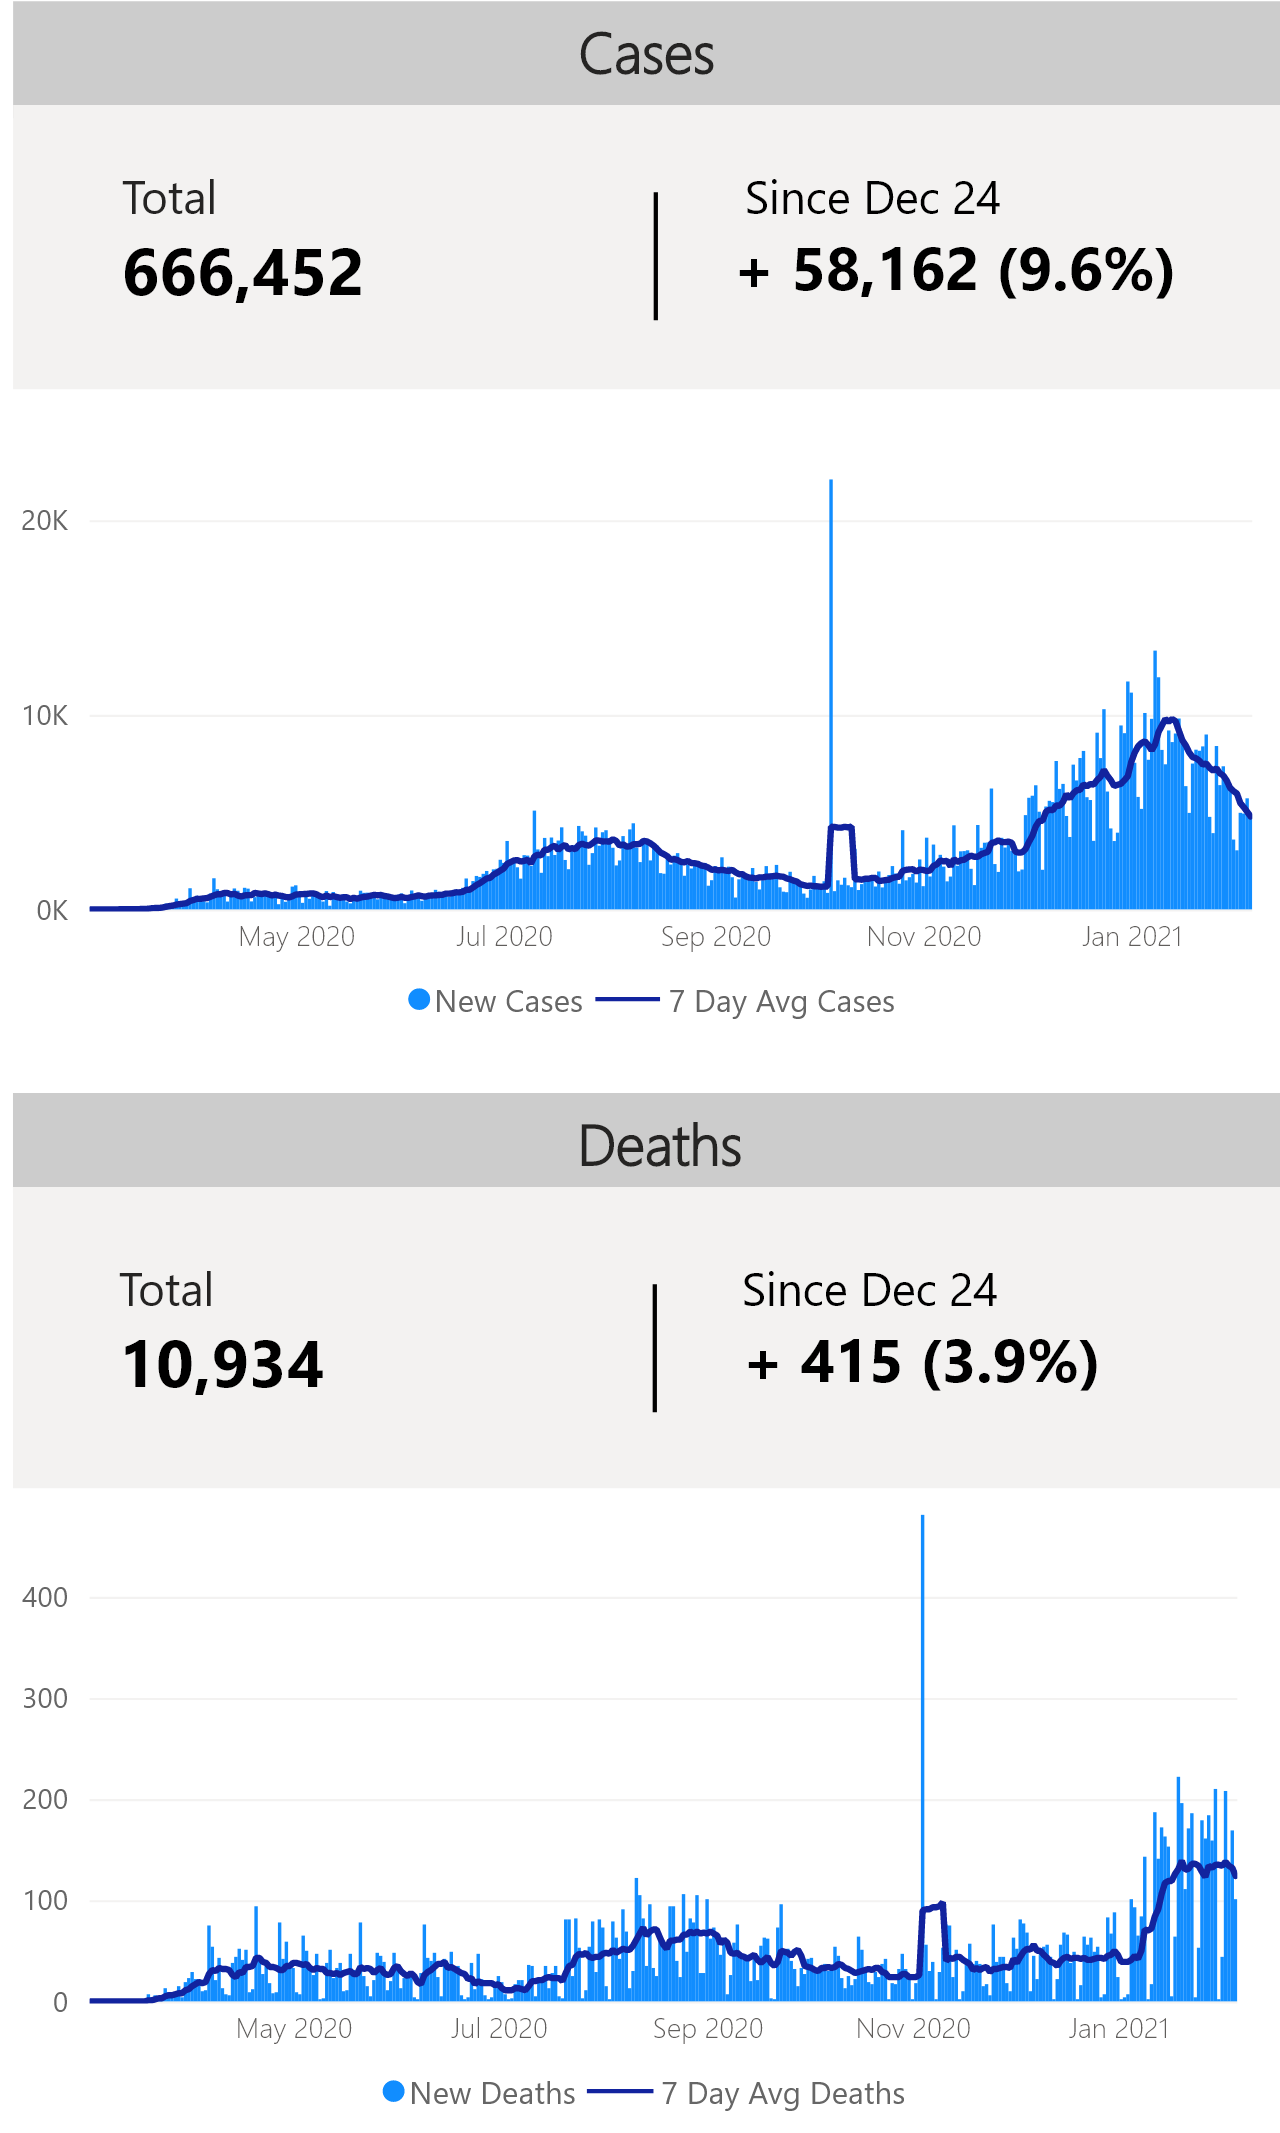 Cases
Total
Since Dec 24
666,452
+ 58,162 (9.6%)
20K
10K
0K
May 2020
Jul 2020
Sep 2020
Nov 2020
Jan 2021
New Cases
7 Day Avg Cases
Deaths
Total
Since Dec 24
10,934
+ 415 (3.9%)
400
300
200
100
0
May 2020
Jul 2020
Sep 2020
Nov 2020
Jan 2021
New Deaths
7 Day Avg Deaths